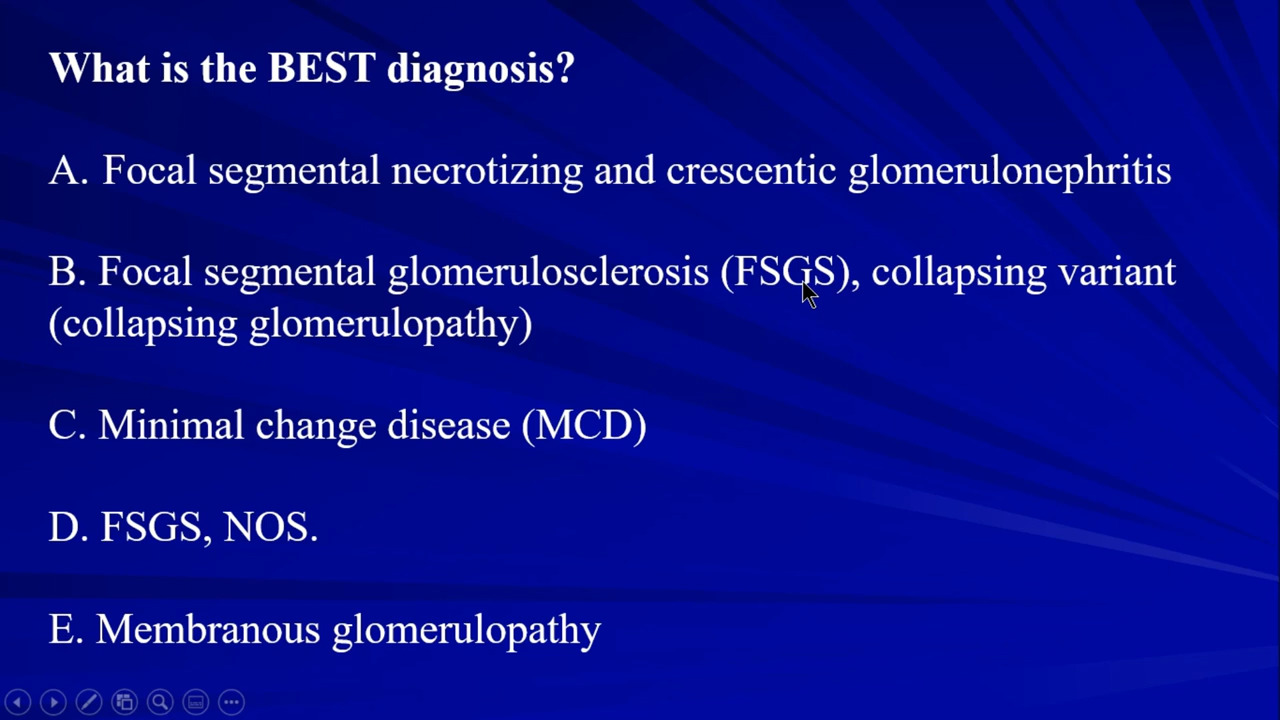 What is the BEST diagnosis?
A. Focal segmental necrotizing and crescentic glomerulonephritis
B. Focal segmental glomerulosclerosis (FSGS), collapsing variant
(collapsing glomerulopathy)
C. Minimal change disease (MCD)
D. FSGS, NOS.
E. Membranous glomerulopathy